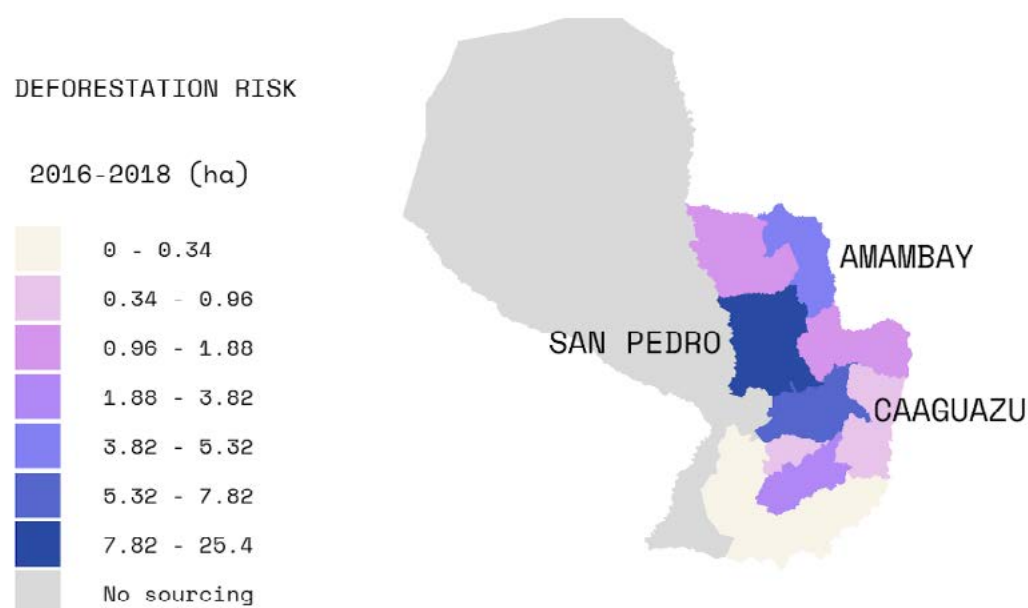 DEFORESTATION RISK
2016-2018 (ha)
0 - 0.34
0.34 - 0.96
0.96 - 1.88
1.88 - 3.82
3.82 - 5.32
5.32 - 7.82
7.82 - 25.4
No sourcing
AMAMBAY
SAN PEDRO
CAAGUAZU